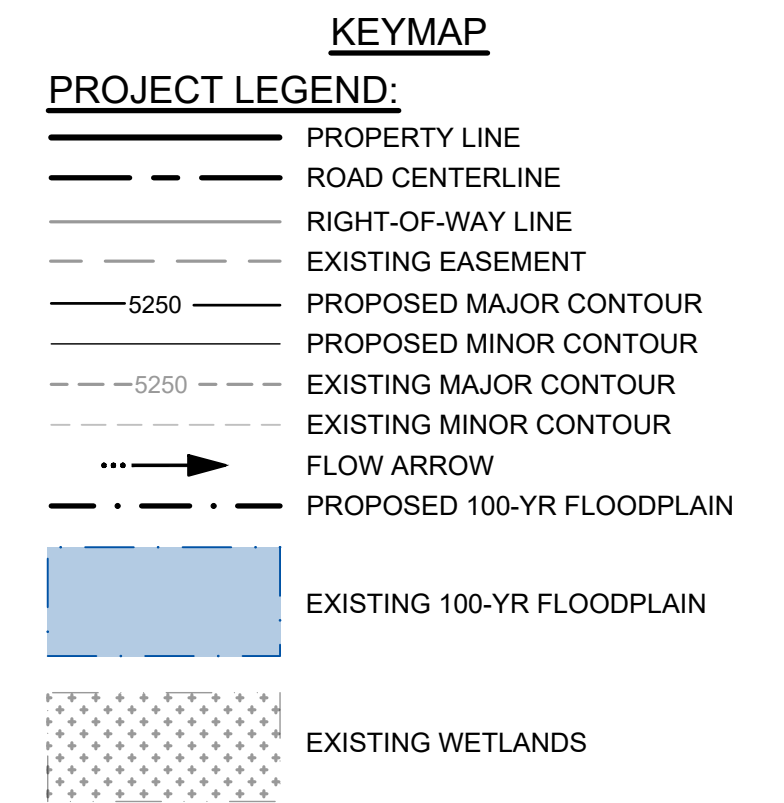 KEYMAP
PROJECT LEGEND:
PROPERTY LINE
ROAD CENTERLINE
RIGHT-OF-WAY LINE
EXISTING EASEMENT
5250 PROPOSED MAJOR CONTOUR
PROPOSED MINOR CONTOUR
5250 EXISTING MAJOR CONTOUR
EXISTING MINOR CONTOUR
FLOW ARROW
PROPOSED 100-YR FLOODPLAIN
EXISTING 100-YR FLOODPLAIN
EXISTING WETLANDS